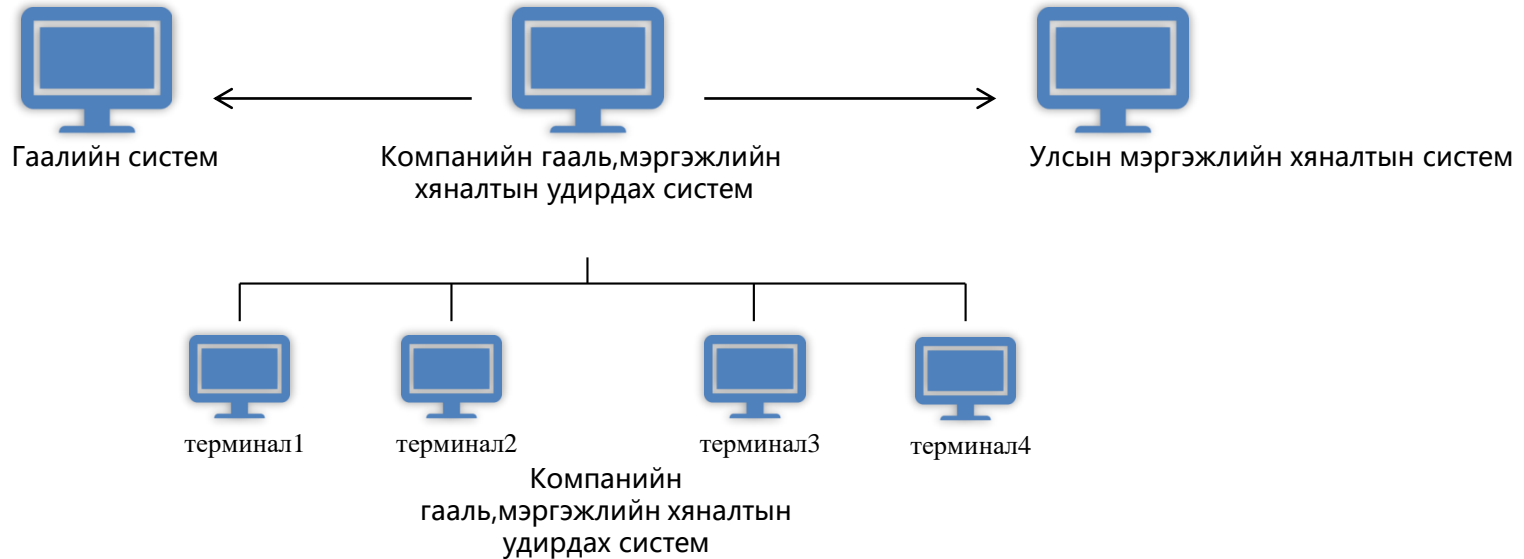 Гаалийн систем
Компанийн гааль,мэргэжлийн
хяналтын удирдах систем
Улсын мэргэжлийн хяналтын систем
терминал1
терминал2
терминал3
терминал4
Компанийн
гааль,мэргэжлийн хяналтын
удирдах систем